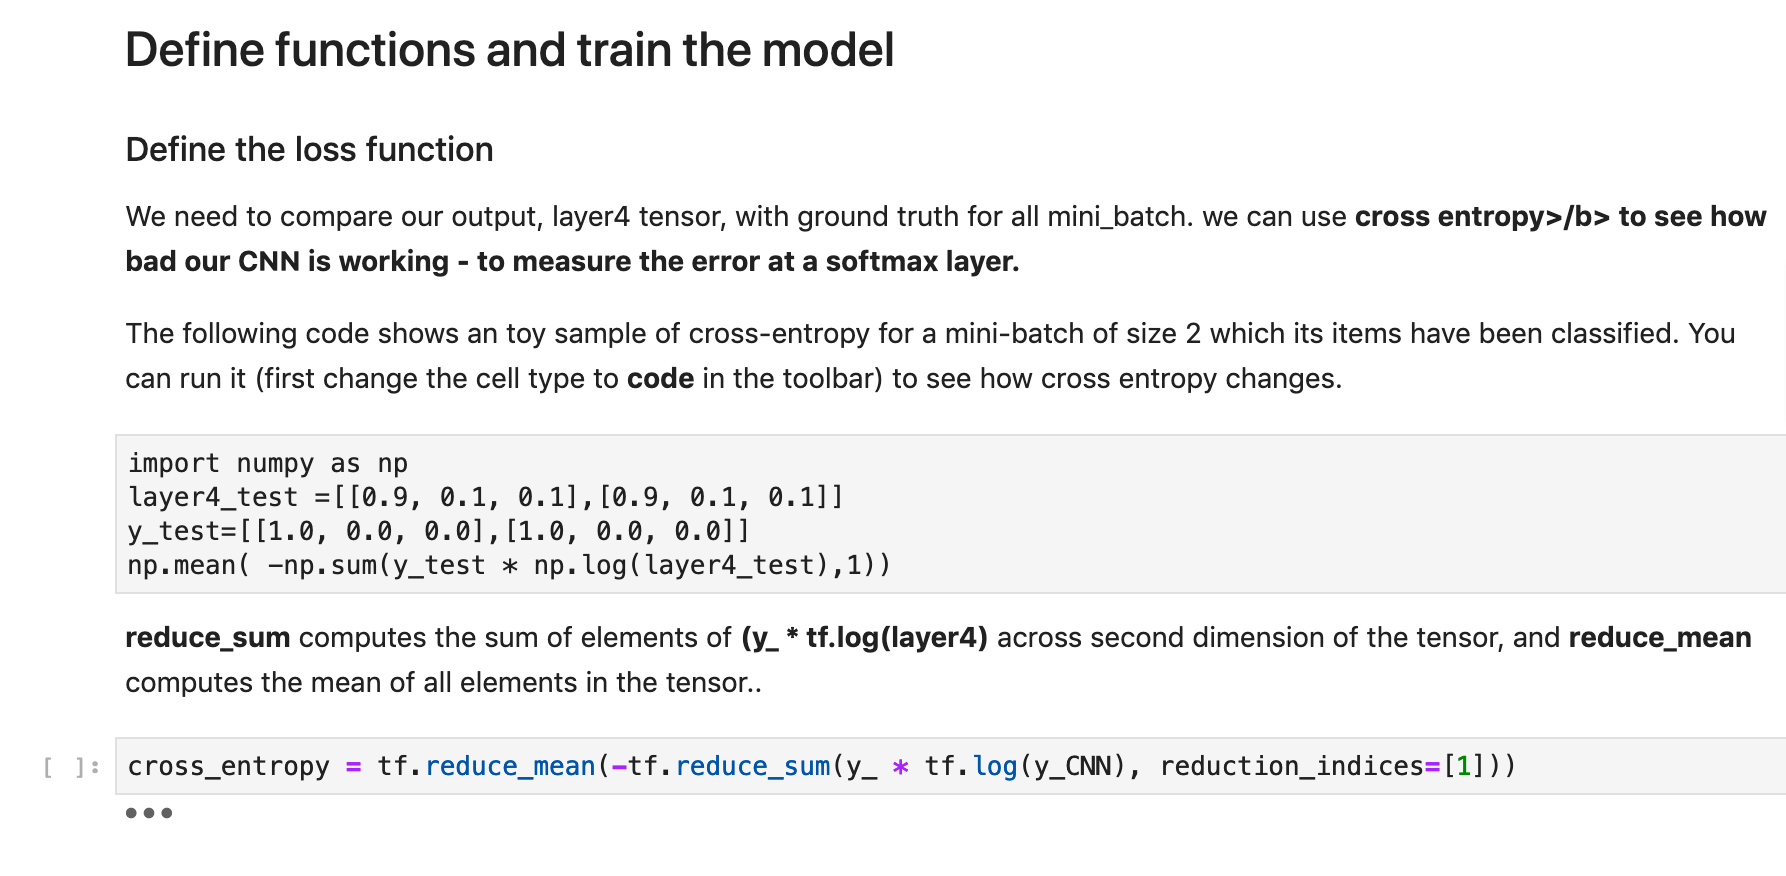 Define functions and train the model
Define the loss function
We need to compare our output, layer4 tensor, with ground truth for all mini_batch. we can use cross entropy>/b> to see how
bad our CNN is working - to measure the error at a softmax layer.
The following code shows an toy sample of cross-entropy for a mini-batch of size 2 which its items have been classified. You
can run it (first change the cell type to code in the toolbar) to see how cross entropy changes.
import numpy as np
layer4_test =[[0.9, 0.1, 0.1],[0.9, 0.1, 0.1]]
y_test=[[1.0, 0.0, 0.0],[1.0, 0.0, 0.0]]
np.mean( -np.sum(y_test * np.log(layer4_test),1))
reduce_sum computes the sum of elements of (y_ * tf.log(layer4) across second dimension of the tensor, and reduce_mean
computes the mean of all elements in the tensor..
[ ]: cross_entropy = tf.reduce_mean(-tf.reduce_sum(y_ * tf.log(y_CNN), reduction_indices=[1]))